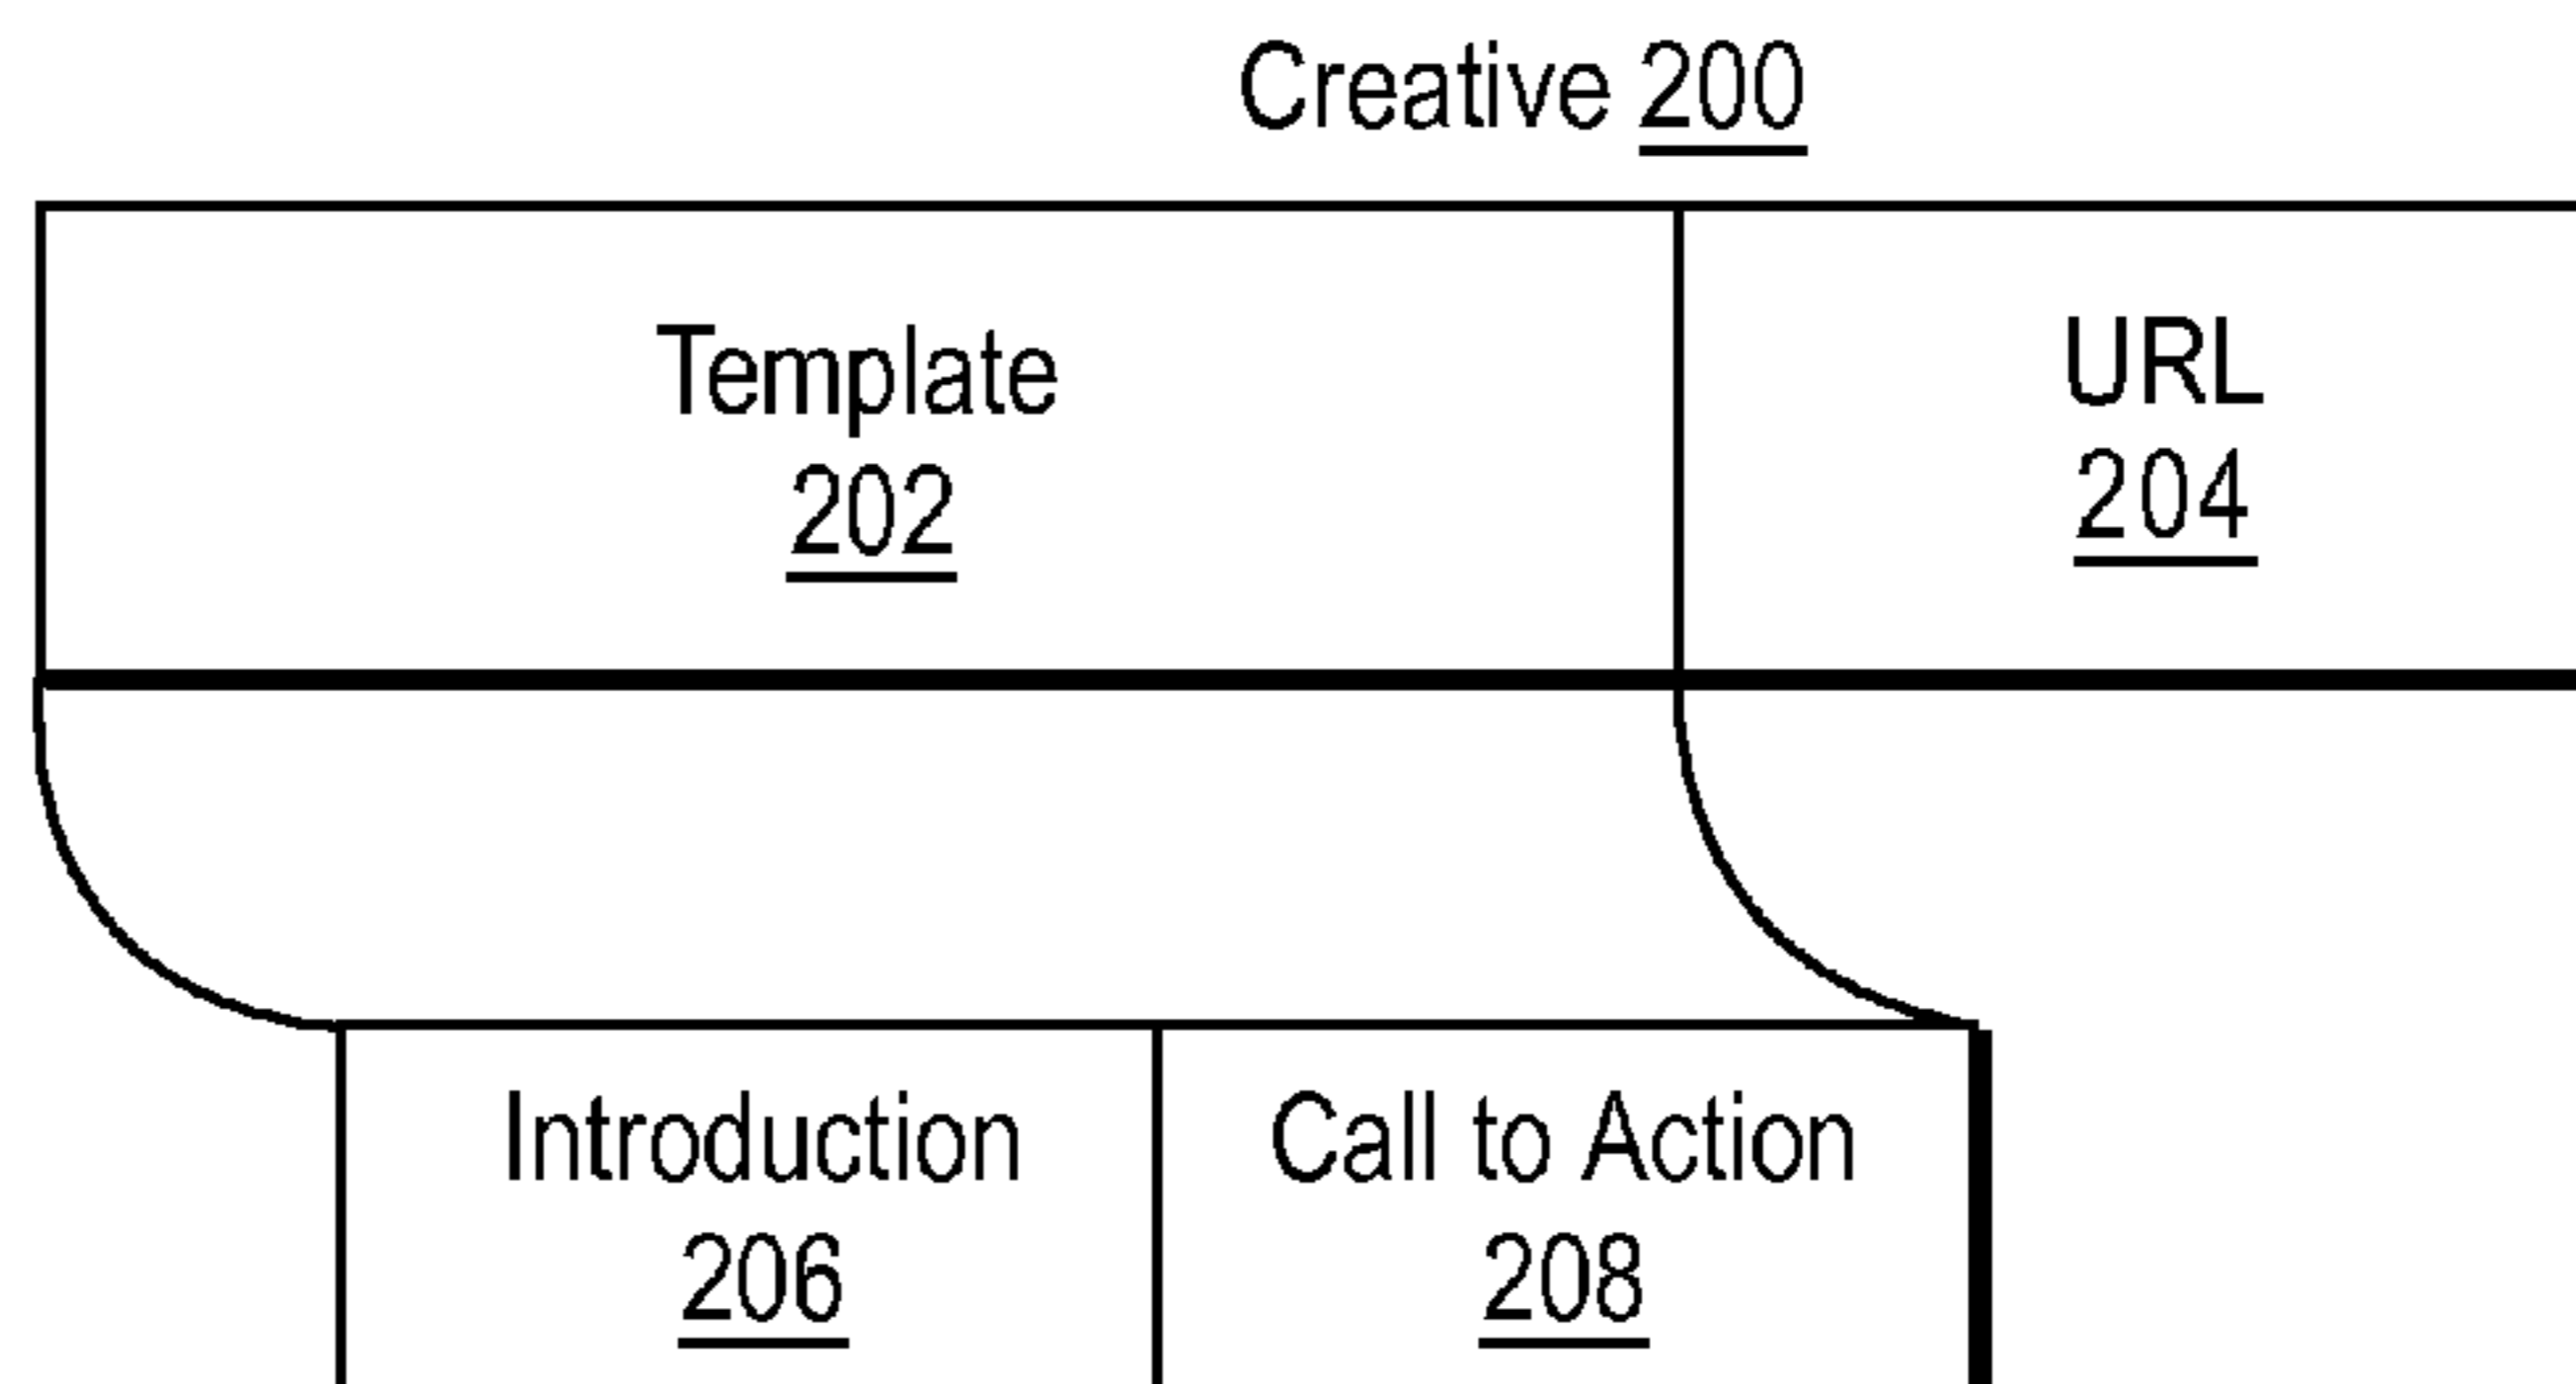 Creative 200
Template
202
URL
204
Introduction
206
Call to Action
208